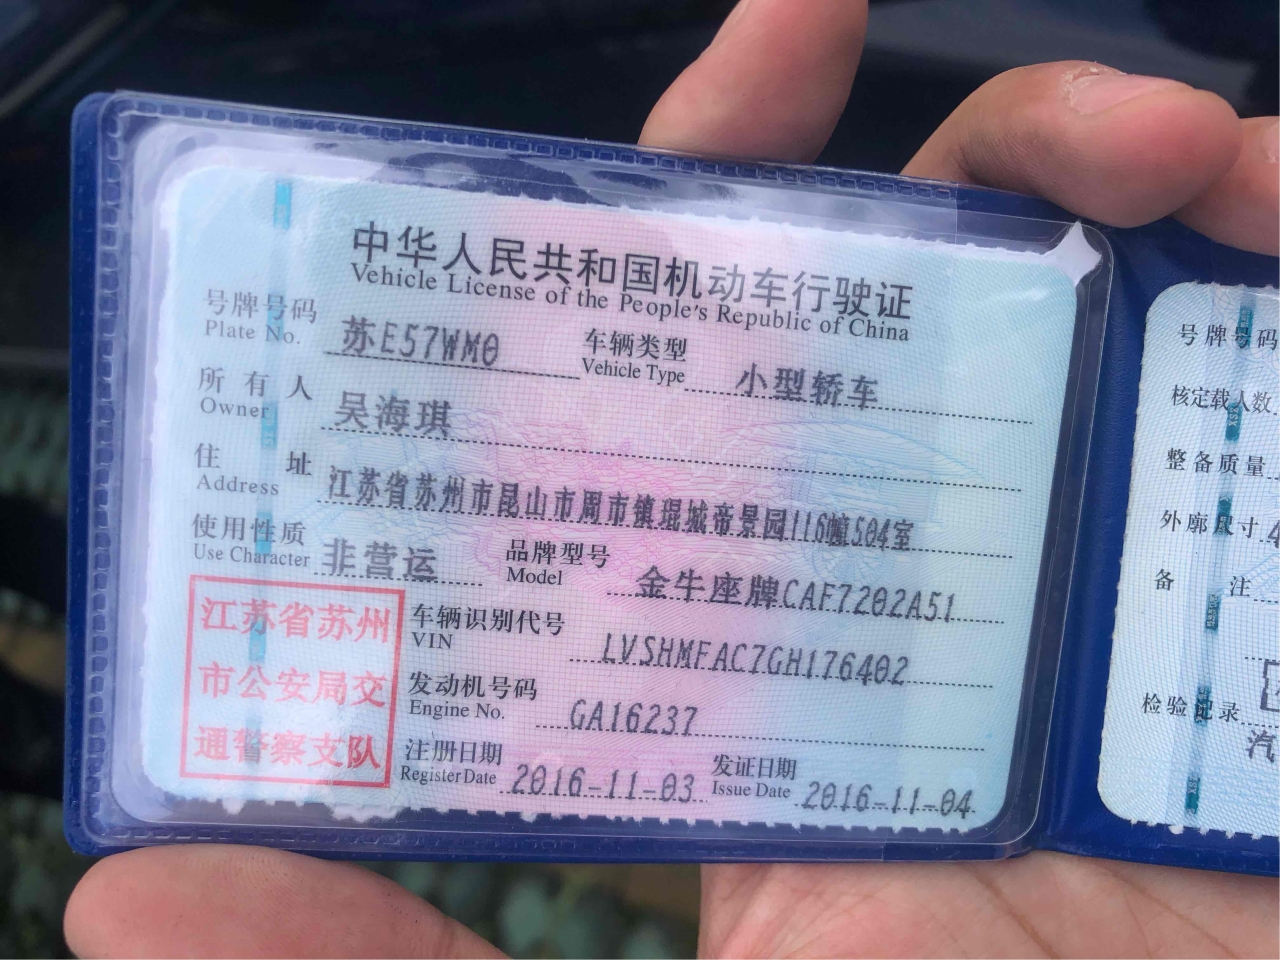 中华人民共和国机动车行驶证
Vehicle License of the People's Republic of China
号牌号码 苏E57WM0 车辆类型 小型轿车
Plate No. Vehicle Type
所有人 吴海琪
Owner
住址 江苏省苏州市昆山市周市镇琨城帝景园116幢504室
Address
使用性质 非营运 品牌型号 金牛座牌CAF7202A51
Use Character Model
江苏省苏州
市公安局交
通警察支队
车辆识别代号 LVSHMFAC7GH176402
VIN
发动机号码 GA16237
Engine No.
注册日期 2016-11-03 发证日期 2016-11-04
Register Date Issue Date
号牌号码
核定载人数
整备质量
外廓尺寸 4
备注
检验记录
汽